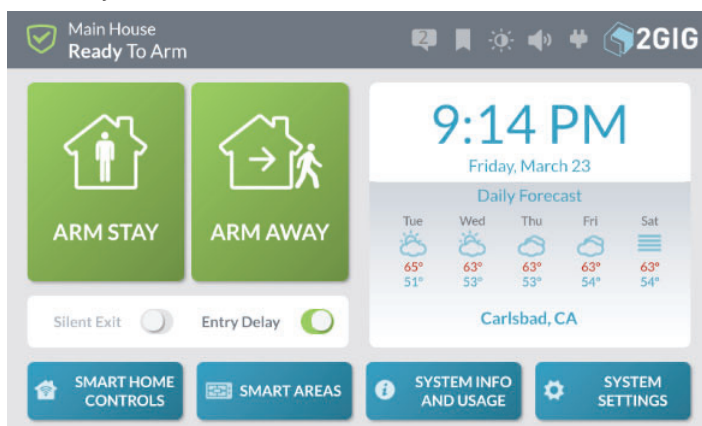 Main House
Ready To Arm
2
2GIG
ARM STAY
ARM AWAY
Silent Exit
Entry Delay
9:14 PM
Friday, March 23
Daily Forecast
Tue Wed Thu Fri Sat
65° 63° 63° 63° 63°
51° 53° 53° 54° 54°
Carlsbad, CA
SMART HOME
CONTROLS
SMART AREAS
SYSTEM INFO
AND USAGE
SYSTEM
SETTINGS